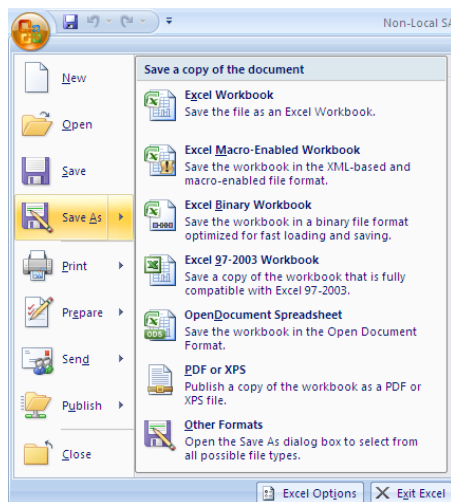 Non-Local SA
New
Open
Save
Save As
Print
Prepare
Send
Publish
Close
Save a copy of the document
Excel Workbook
Save the file as an Excel Workbook.
Excel Macro-Enabled Workbook
Save the workbook in the XML-based and
macro-enabled file format.
Excel Binary Workbook
Save the workbook in a binary file format
optimized for fast loading and saving.
Excel 97-2003 Workbook
Save a copy of the workbook that is fully
compatible with Excel 97-2003.
OpenDocument Spreadsheet
Save the workbook in the Open Document
Format.
PDF or XPS
Publish a copy of the workbook as a PDF or
XPS file.
Other Formats
Open the Save As dialog box to select from
all possible file types.
Excel Options
Exit Excel